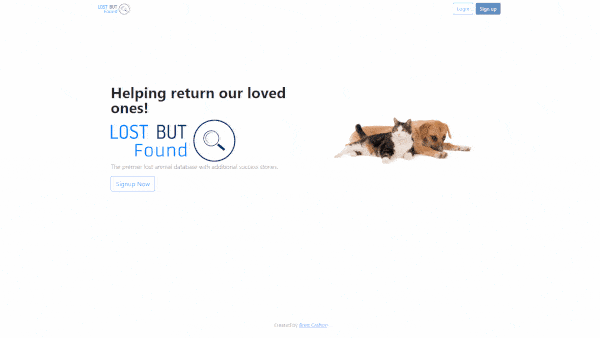 LOST BUT
Found
Login
Sign up
Helping return our loved
ones!
LOST BUT
Found
The premier lost animal database with additional success stories.
Signup Now
Created by